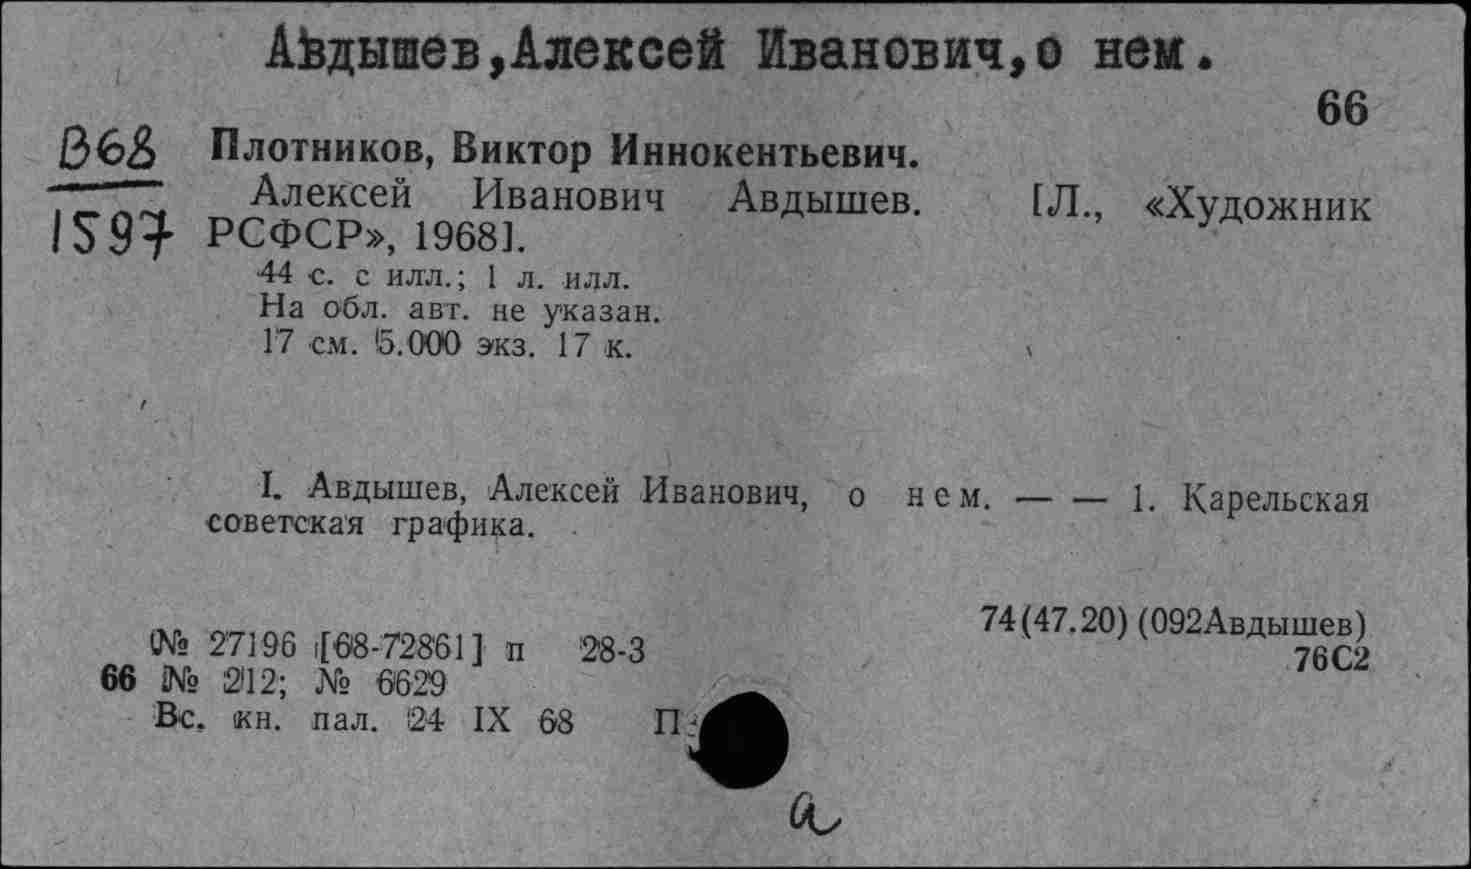 Авдышев,Алексей Иванович,о нем.
66
В68 Плотников, Виктор Иннокентьевич.
Алексей Иванович Авдышев. [Л., «Художник
1597 РСФСР», 1968].
44 с. с илл.; 1 л. илл.
На обл. авт. не указан.
17 см. 5.000 экз. 17 к.
I. Авдышев, Алексей Иванович, о нем. — — 1. Карельская
советская графика.
74(47.20)(092Авдышев)
№ 27196 [68-72861] п 28-3
76С2
66 № 212; № 6629
Вс. кн. пал. 24 IX 68
а